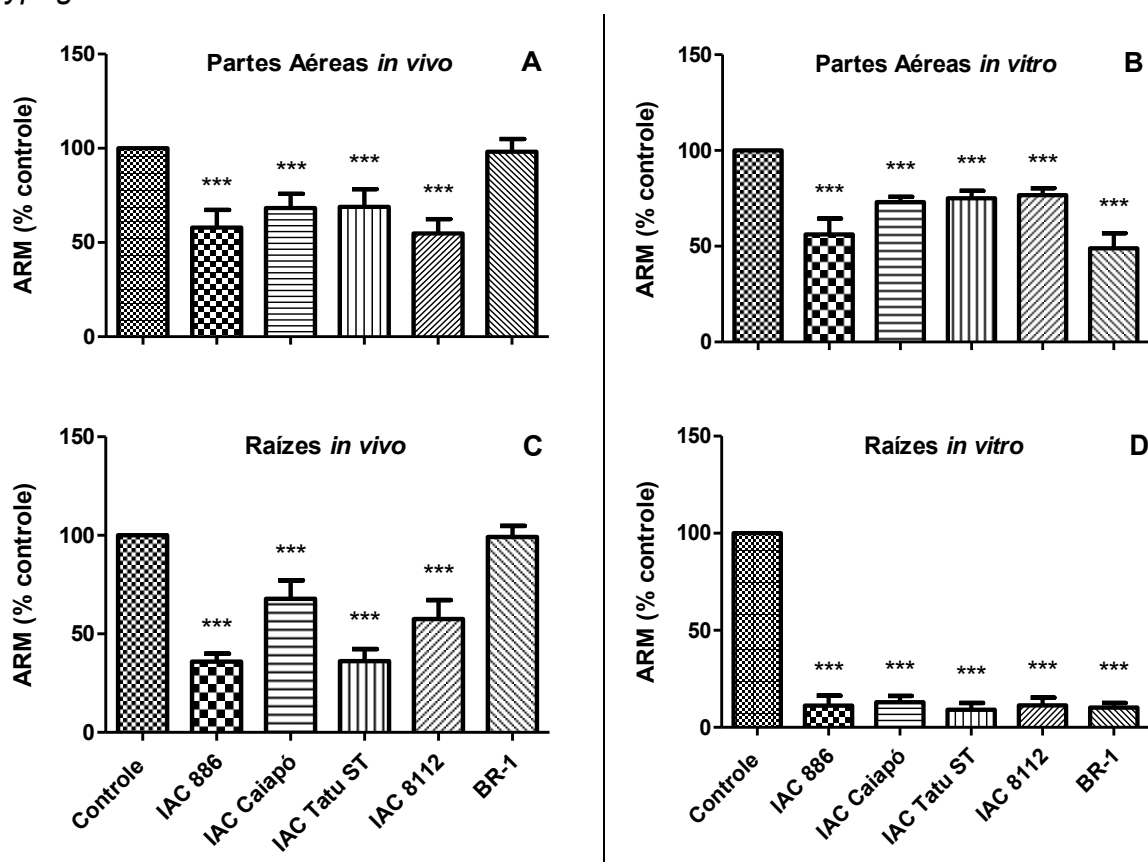 Partes Aéreas in vivo A
150
100
50
0
ARM (% controle)
***
***
***
***
Partes Aéreas in vitro B
150
100
50
0
ARM (% controle)
***
***
***
***
***
Raízes in vivo C
150
100
50
0
ARM (% controle)
***
***
***
***
Controle
IAC 886
IAC Caiapó
IAC Tatu ST
IAC 8112
BR-1
Raízes in vitro D
150
100
50
0
ARM (% controle)
***
***
***
***
***
Controle
IAC 886
IAC Caiapó
IAC Tatu ST
IAC 8112
BR-1